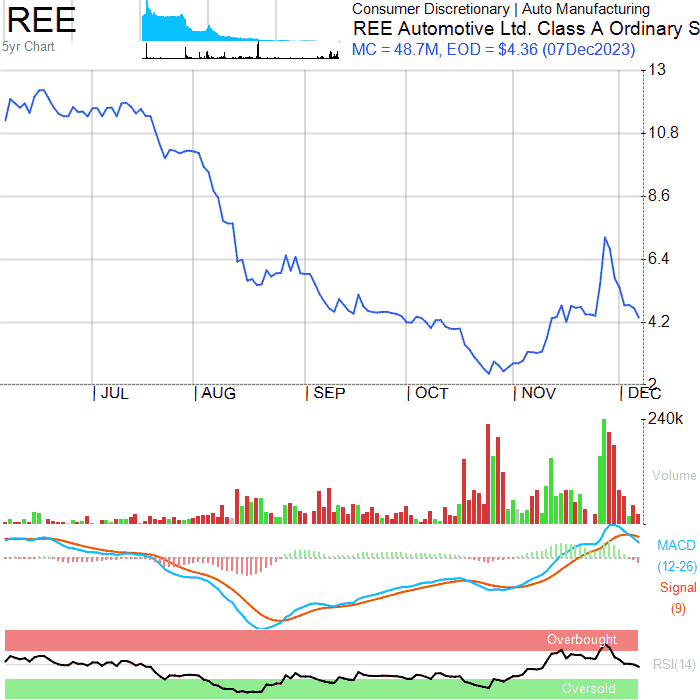 REE
5yr Chart
Consumer Discretionary | Auto Manufacturing
REE Automotive Ltd. Class A Ordinary S
MC = 48.7M, EOD = $4.36 (07Dec2023)
13
10.8
8.6
6.4
4.2
2
JUL AUG SEP OCT NOV DEC
240k
Volume
MACD
(12-26)
Signal
(9)
Overbought
RSI(14)
Oversold